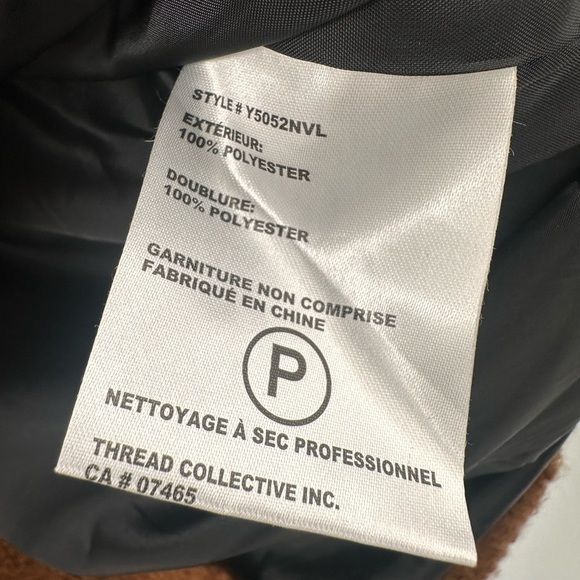 STYLE# Y5052NVL
EXTÉRIEUR:
100% POLYESTER
DOUBLURE:
100% POLYESTER
GARNITURE NON COMPRISE
FABRIQUÉ EN CHINE
P
NETTOYAGE À SEC PROFESSIONNEL
THREAD COLLECTIVE INC.
CA # 07465